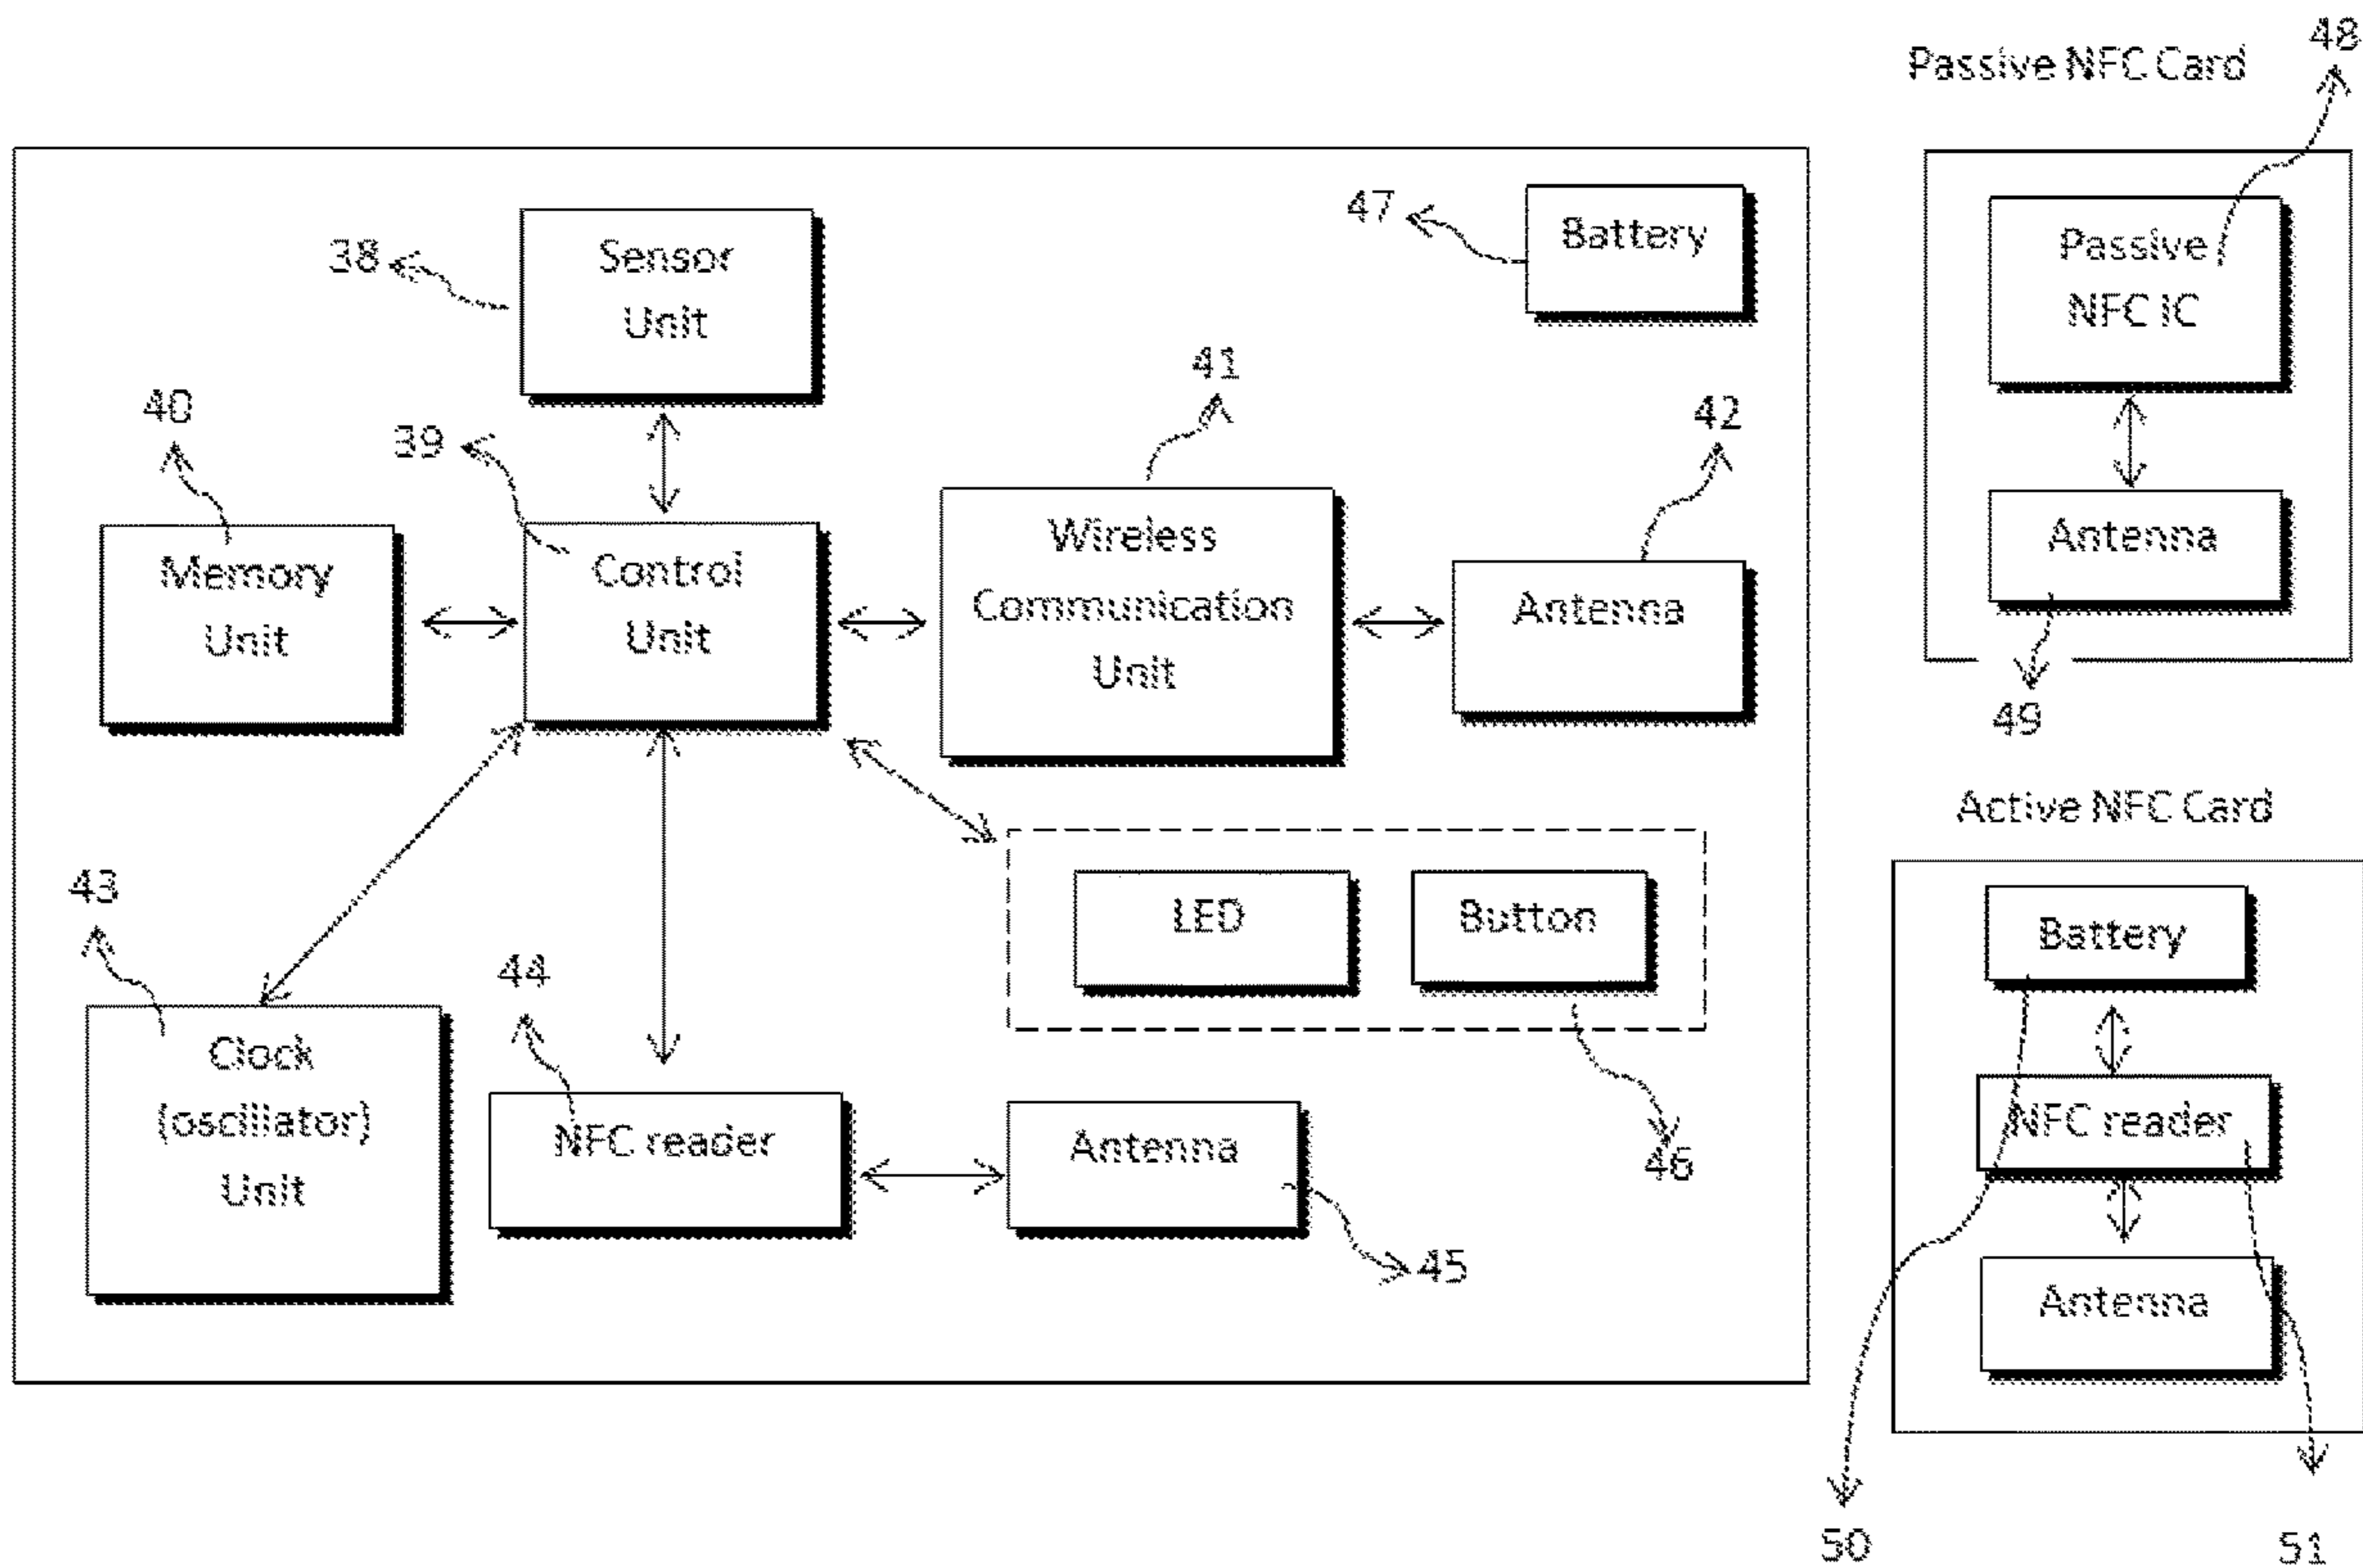 48
Passive NFC Card
47
Battery
38
Sensor
Unit
Passive
NFC IC
41
40
39
42
Wireless
Communication
Unit
Antenna
Memory
Unit
Control
Unit
Antenna
49
Active NFC Card
43
LED
Button
Battery
44
Clock
(oscillator)
Unit
NFC reader
Antenna
46
NFC reader
45
Antenna
50
51